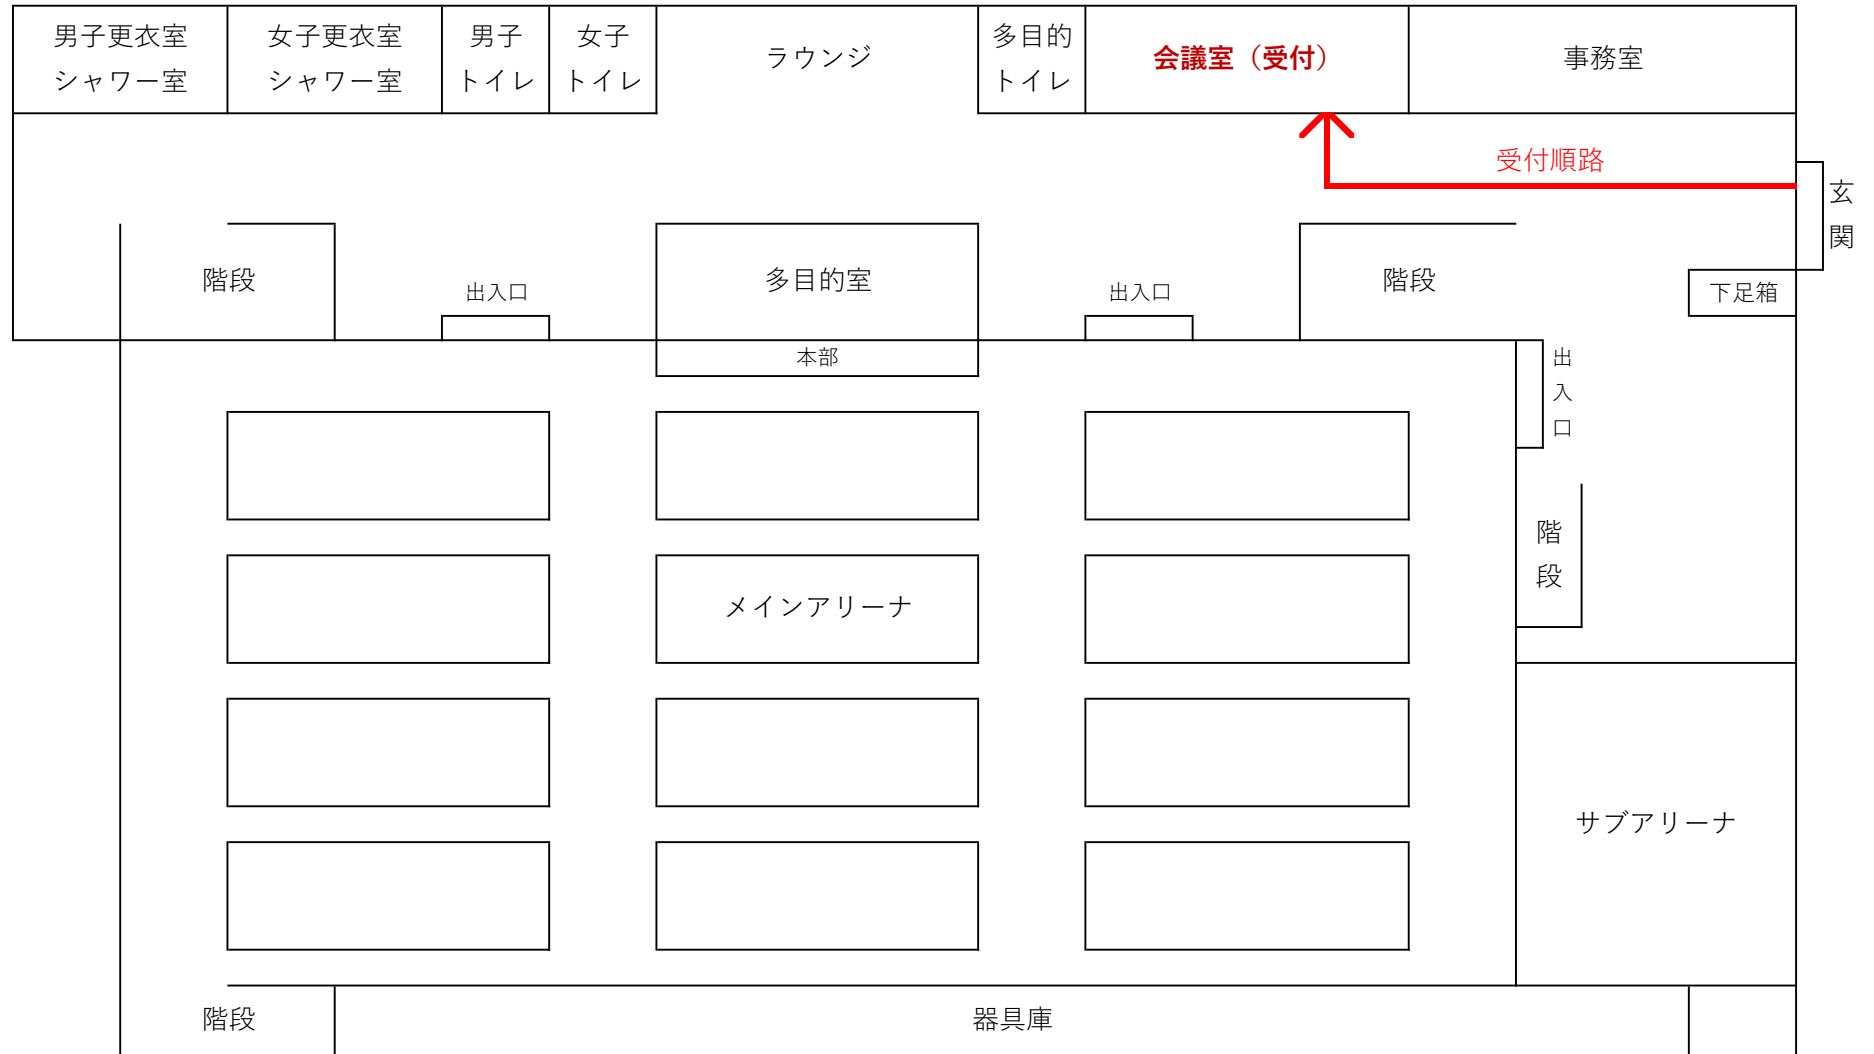 男子更衣室
シャワー室
女子更衣室
シャワー室
男子
トイレ
女子
トイレ
ラウンジ
多目的
トイレ
会議室（受付）
事務室
受付順路
玄関
階段
出入口
多目的室
出入口
階段
下足箱
本部
出入口
階段
メインアリーナ
サブアリーナ
階段
器具庫